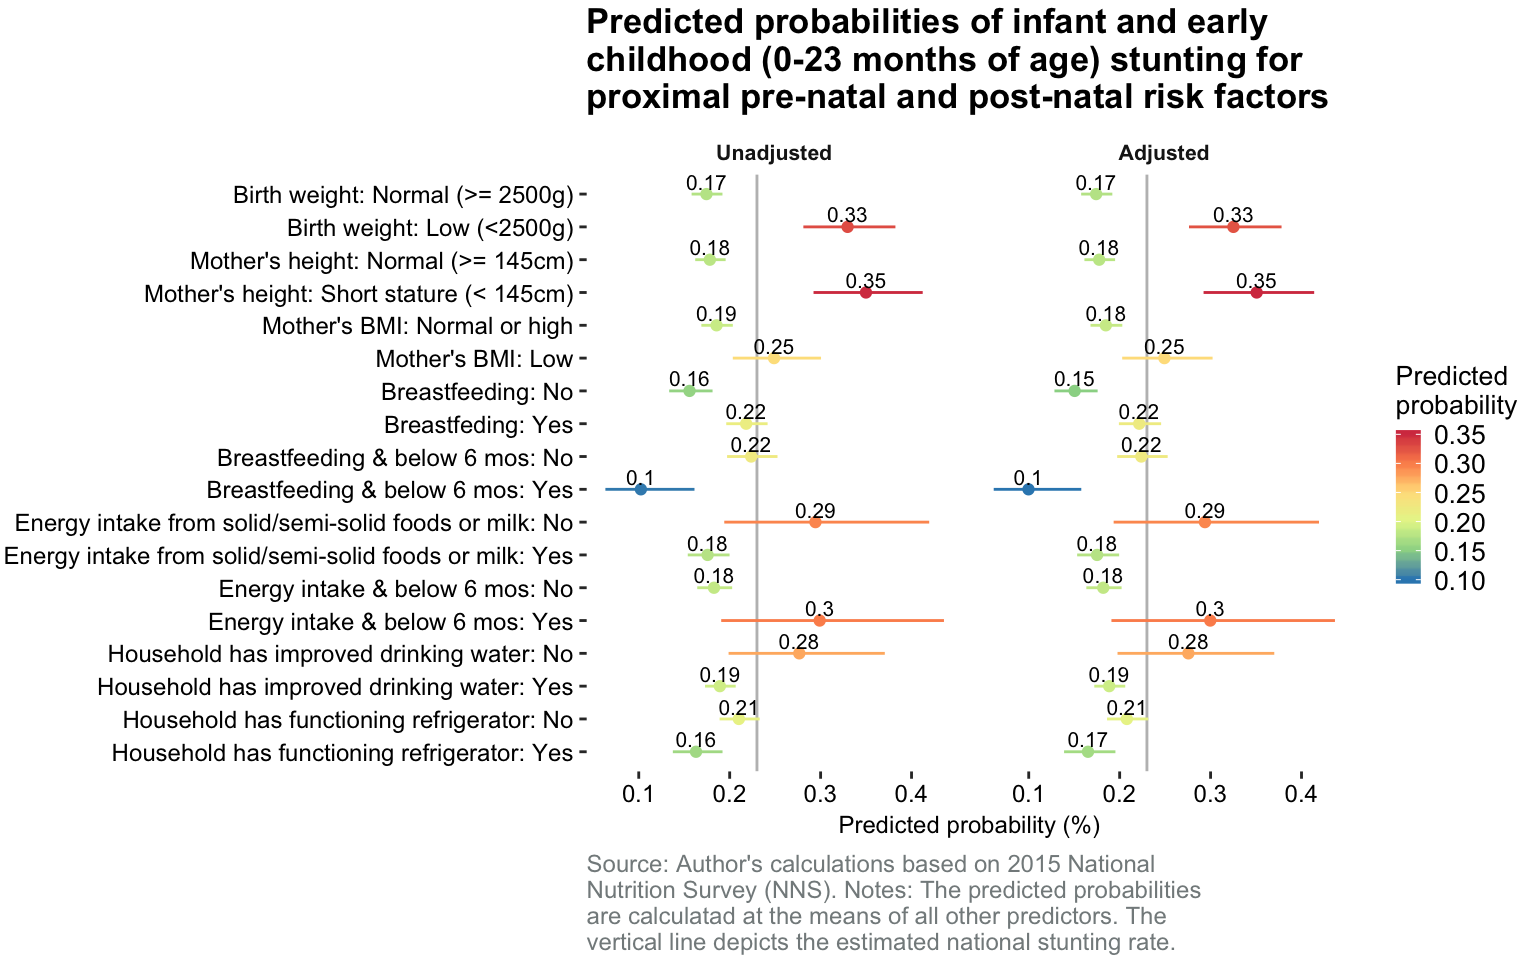 Predicted probabilities of infant and early
childhood (0-23 months of age) stunting for
proximal pre-natal and post-natal risk factors
Unadjusted Adjusted
Birth weight: Normal (>= 2500g) 0.17 0.17
Birth weight: Low (<2500g) 0.33 0.33
Mother's height: Normal (>= 145cm) 0.18 0.18
Mother's height: Short stature (< 145cm) 0.35 0.35
Mother's BMI: Normal or high 0.19 0.18
Mother's BMI: Low 0.25 0.25
Breastfeeding: No 0.16 0.15
Breastfeding: Yes 0.22 0.22
Breastfeeding & below 6 mos: No 0.22 0.22
Breastfeeding & below 6 mos: Yes 0.1 0.1
Energy intake from solid/semi-solid foods or milk: No 0.29 0.29
Energy intake from solid/semi-solid foods or milk: Yes 0.18 0.18
Energy intake & below 6 mos: No 0.18 0.18
Energy intake & below 6 mos: Yes 0.3 0.3
Household has improved drinking water: No 0.28 0.28
Household has improved drinking water: Yes 0.19 0.19
Household has functioning refrigerator: No 0.21 0.21
Household has functioning refrigerator: Yes 0.16 0.17
0.1 0.2 0.3 0.4 0.1 0.2 0.3 0.4
Predicted probability (%)
Predicted
probability
0.35
0.30
0.25
0.20
0.15
0.10
Source: Author's calculations based on 2015 National
Nutrition Survey (NNS). Notes: The predicted probabilities
are calculatad at the means of all other predictors. The
vertical line depicts the estimated national stunting rate.